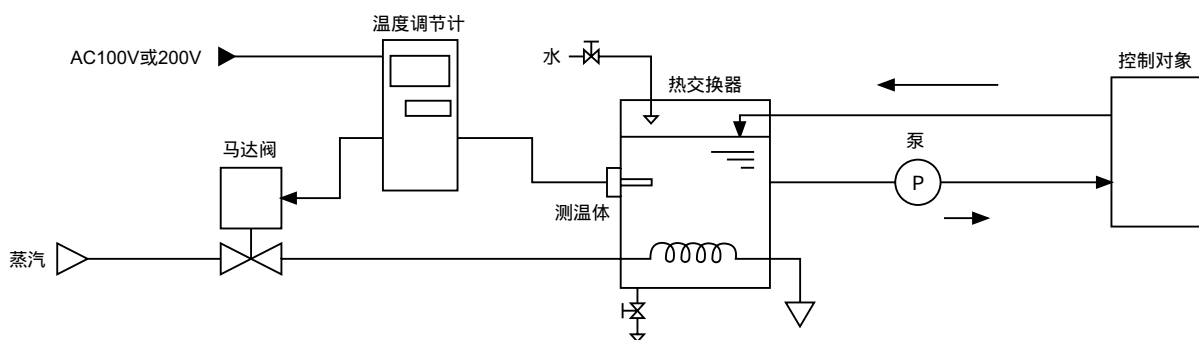 温度调节计
AC100V或200V
水
热交换器
控制对象
马达阀
泵
P
测温体
蒸汽